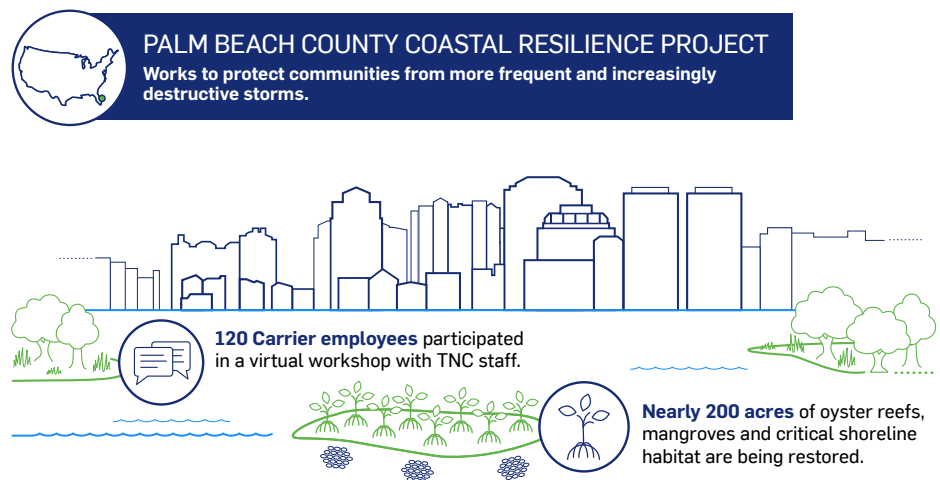 PALM BEACH COUNTY COASTAL RESILIENCE PROJECT
Works to protect communities from more frequent and increasingly
destructive storms.
120 Carrier employees participated
in a virtual workshop with TNC staff.
Nearly 200 acres of oyster reefs,
mangroves and critical shoreline
habitat are being restored.